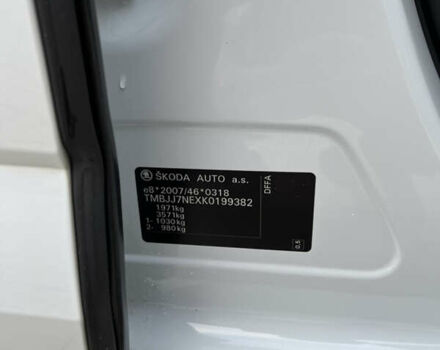 ŠKODA AUTO a.s.
e8*2007/46*0318
TMBJJ7NEXK0199382
1971kg
3571kg
1- 1030kg
2- 980kg
DFFA
0.5